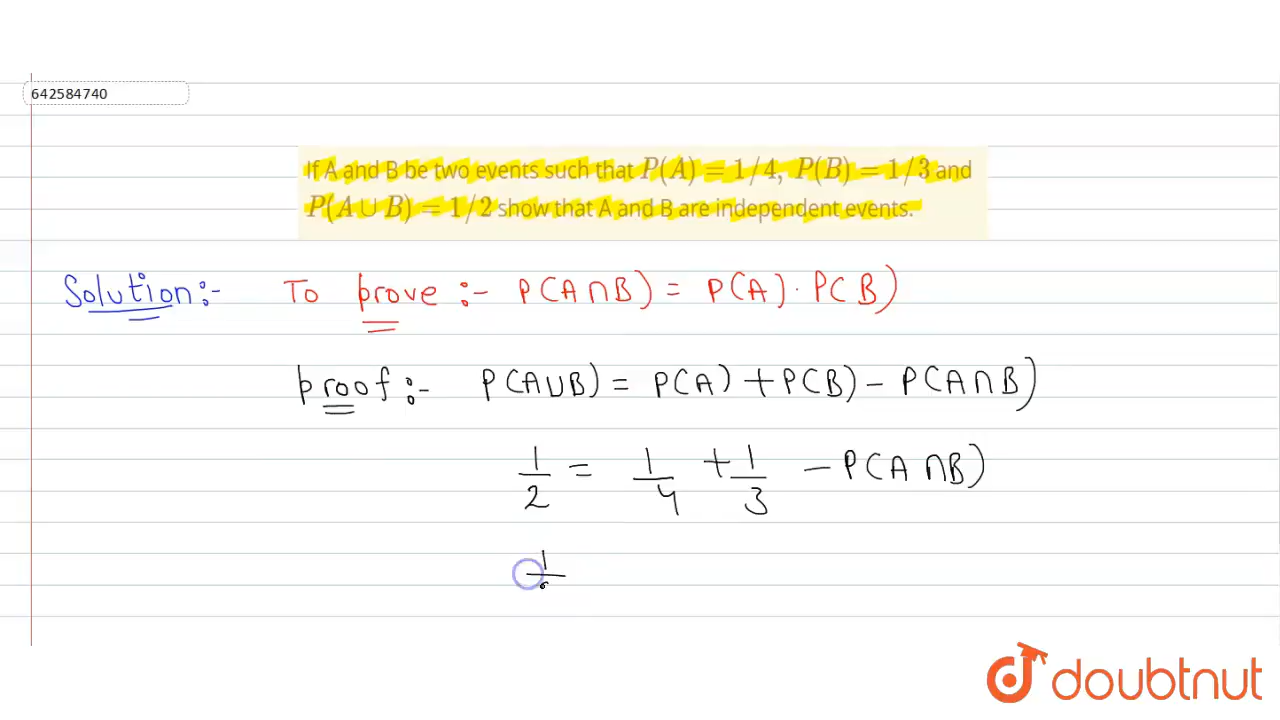 642584740
If A and B be two events such that P(A) = 1/4, P(B) = 1/3 and
P(A ∪ B) = 1/2 show that A and B are independent events.
Solution:- To prove :- P(A∩B) = P(A) · P(B)
proof :- P(A∪B) = P(A) + P(B) - P(A∩B)
1/2 = 1/4 + 1/3 - P(A∩B)
1
doubtnut